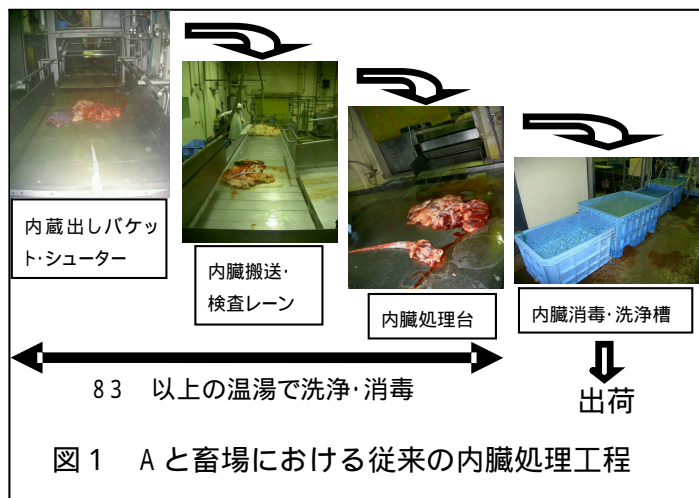 内蔵出しバケッ
ト・シューター
内臓搬送・
検査レーン
内臓処理台
内臓消毒・洗浄槽
83 以上の温湯で洗浄・消毒
出荷
図1 Aと畜場における従来の内臓処理工程